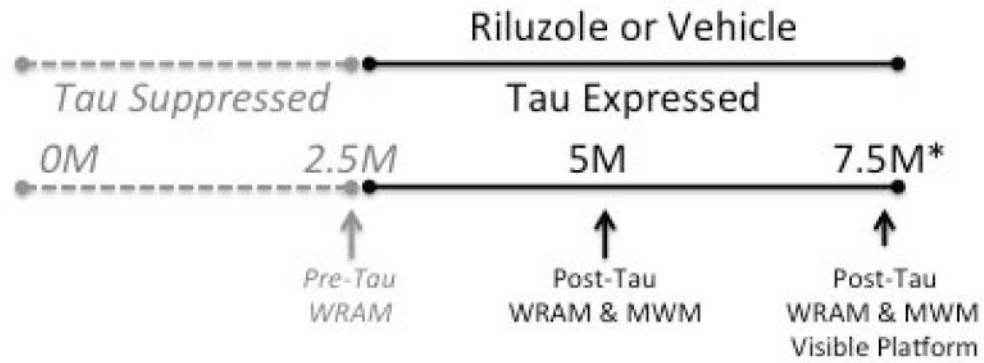 Riluzole or Vehicle
Tau Suppressed Tau Expressed
0M 2.5M 5M 7.5M*
Pre-Tau Post-Tau Post-Tau
WRAM WRAM & MWM WRAM & MWM
Visible Platform